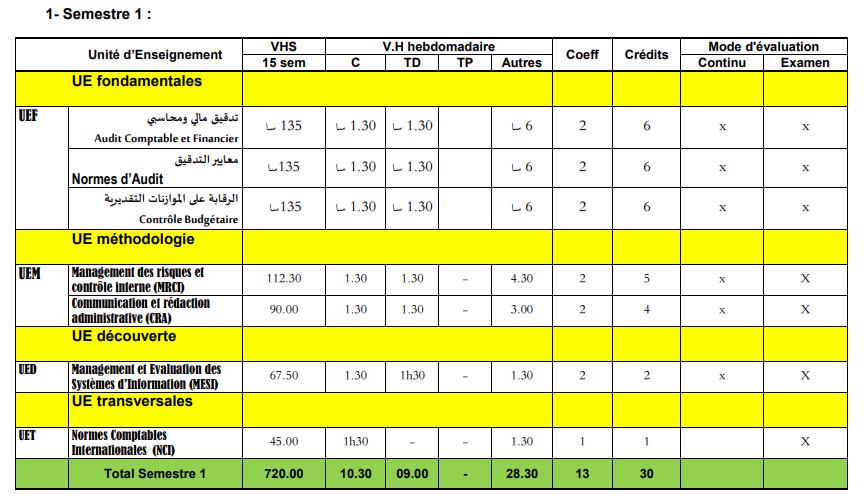 1- Semestre 1 :
Unité d'Enseignement VHS V.H hebdomadaire Coeff Crédits Mode d'évaluation
15 sem C TD TP Autres Continu Examen
UE fondamentales
UEF تدقيق مالي ومحاسبي
Audit Comptable et Financier 135 سا 1.30 سا 1.30 سا 6 سا 2 6 x x
معايير التدقيق
Normes d'Audit 135سا 1.30 سا 1.30 سا 6 سا 2 6 x x
الرقابة على الموازنات التقديرية
Contrôle Budgétaire 135سا 1.30 سا 1.30 سا 6 سا 2 6 x x
UE méthodologie
UEM Management des risques et
contrôle interne (MRCI) 112.30 1.30 1.30 - 4.30 2 5 x X
Communication et rédaction
administrative (CRA) 90.00 1.30 1.30 - 3.00 2 4 x X
UE découverte
UED Management et Evaluation des
Systèmes d'Information (MESI) 67.50 1.30 1h30 - 1.30 2 2 x X
UE transversales
UET Normes Comptables
Internationales (NCI) 45.00 1h30 - - 1.30 1 1 X
Total Semestre 1 720.00 10.30 09.00 - 28.30 13 30